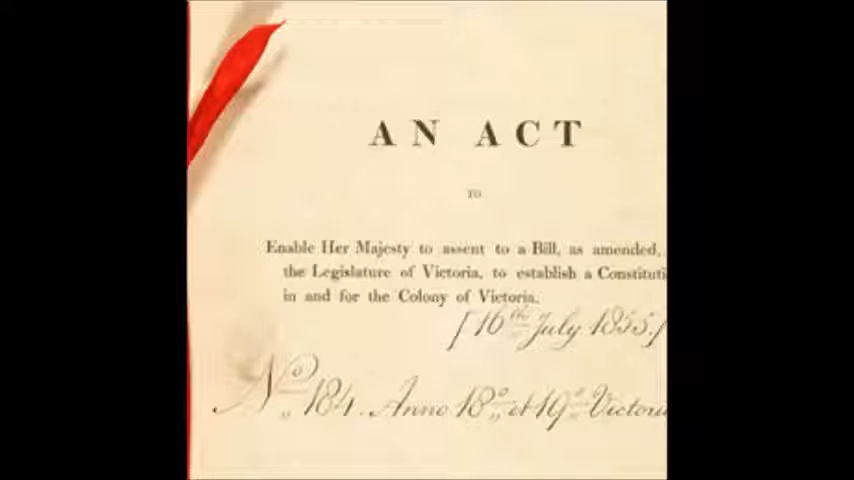 AN ACT
TO
Enable Her Majesty to assent to a Bill, as amended,
the Legislature of Victoria, to establish a Constituti
in and for the Colony of Victoria.
[16th July 1855.]
No 184. Anno 18o et 19o Victori